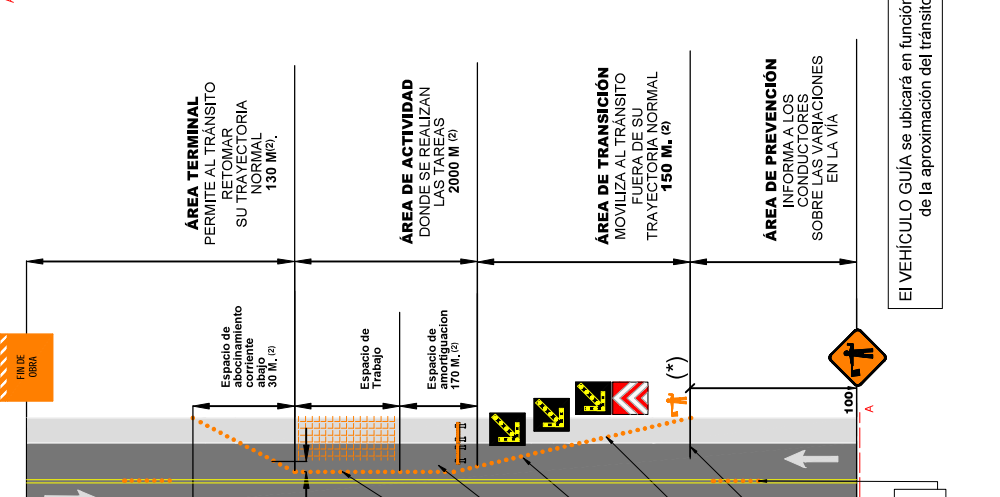 ÁREA TERMINAL
PERMITE AL TRÁNSITO
RETOMAR
SU TRAYECTORIA
NORMAL
130 M(2).
ÁREA DE ACTIVIDAD
DONDE SE REALIZAN
LAS TAREAS
2000 M (2)
ÁREA DE TRANSICIÓN
MOVILIZA AL TRÁNSITO
FUERA DE SU
TRAYECTORIA NORMAL
150 M. (2)
ÁREA DE PREVENCIÓN
INFORMA A LOS
CONDUCTORES
SOBRE LAS VARIACIONES
EN LA VÍA
El VEHÍCULO GUÍA se ubicará en función
de la aproximación del tránsito
FIN DE
OBRA
Espacio de
abocinamiento
corriente
abajo
30 M. (2)
Espacio de
Trabajo
Espacio de
amortiguacion
170 M. (2)
(*)
100
A